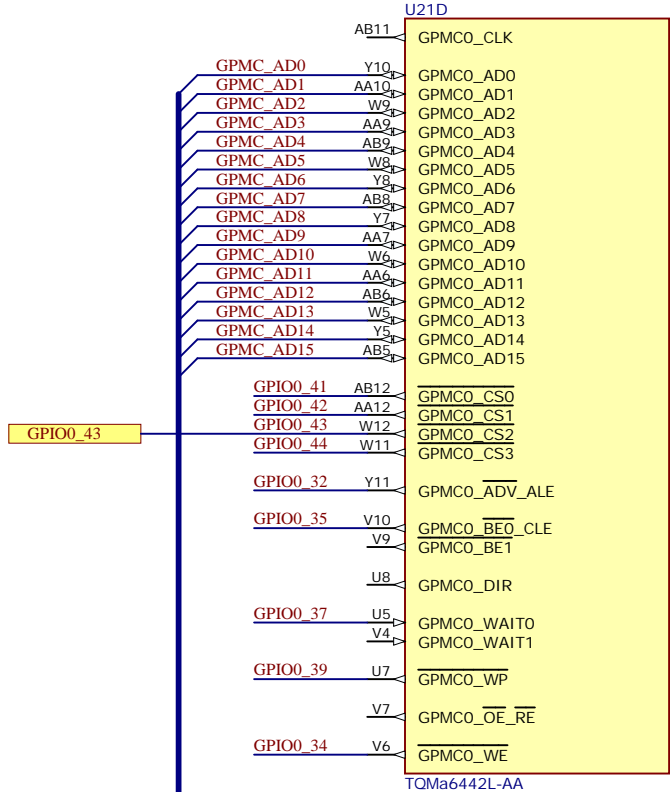 U21D
AB11 GPMC0_CLK
GPMC_AD0 Y10 GPMC0_AD0
GPMC_AD1 AA10 GPMC0_AD1
GPMC_AD2 W9 GPMC0_AD2
GPMC_AD3 AA9 GPMC0_AD3
GPMC_AD4 AB9 GPMC0_AD4
GPMC_AD5 W8 GPMC0_AD5
GPMC_AD6 Y8 GPMC0_AD6
GPMC_AD7 AB8 GPMC0_AD7
GPMC_AD8 Y7 GPMC0_AD8
GPMC_AD9 AA7 GPMC0_AD9
GPMC_AD10 W6 GPMC0_AD10
GPMC_AD11 AA6 GPMC0_AD11
GPMC_AD12 AB6 GPMC0_AD12
GPMC_AD13 W5 GPMC0_AD13
GPMC_AD14 Y5 GPMC0_AD14
GPMC_AD15 AB5 GPMC0_AD15
GPIO0_41 AB12 GPMC0_CS0
GPIO0_42 AA12 GPMC0_CS1
GPIO0_43 GPIO0_43 W12 GPMC0_CS2
GPIO0_44 W11 GPMC0_CS3
GPIO0_32 Y11 GPMC0_ADV_ALE
GPIO0_35 V10 GPMC0_BE0_CLE
V9 GPMC0_BE1
U8 GPMC0_DIR
GPIO0_37 U5 GPMC0_WAIT0
V4 GPMC0_WAIT1
GPIO0_39 U7 GPMC0_WP
V7 GPMC0_OE_RE
GPIO0_34 V6 GPMC0_WE
TQMa6442L-AA